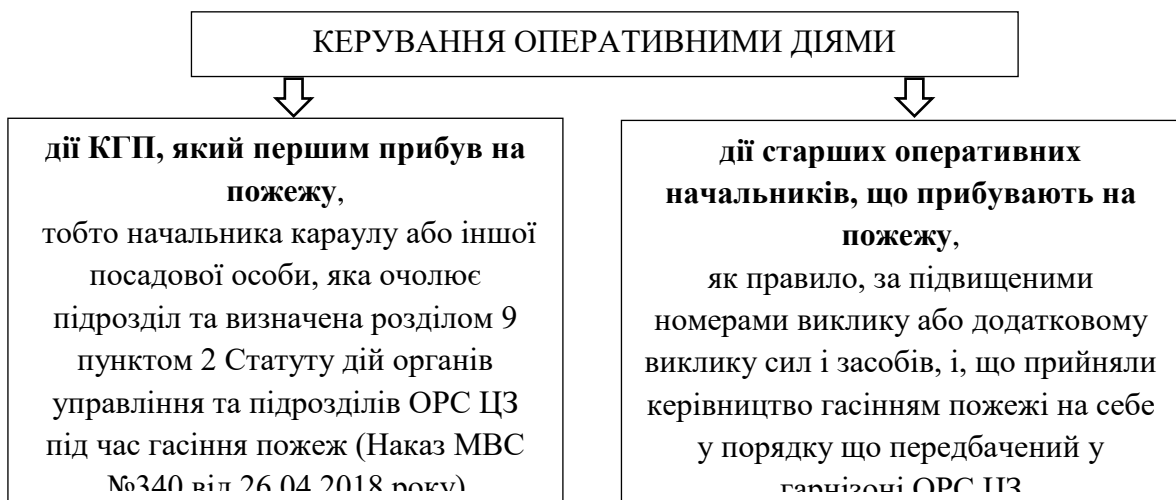 КЕРУВАННЯ ОПЕРАТИВНИМИ ДІЯМИ
дії КГП, який першим прибув на
пожежу,
тобто начальника караулу або іншої
посадової особи, яка очолює
підрозділ та визначена розділом 9
пунктом 2 Статуту дій органів
управління та підрозділів ОРС ЦЗ
під час гасіння пожеж (Наказ МВС
№340 від 26.04.2018 року)
дії старших оперативних
начальників, що прибувають на
пожежу,
як правило, за підвищеними
номерами виклику або додатковому
виклику сил і засобів, і, що прийняли
керівництво гасінням пожежі на себе
у порядку що передбачений у
гарнізоні ОРС ЦЗ